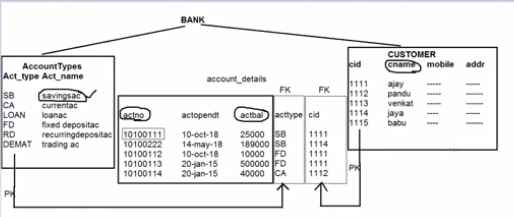 BANK
AccountTypes
Act_type Act_name
SB savingsac
CA currentac
LOAN loanac
FD fixed depositac
RD recurringdepositac
DEMAT trading ac
PK
account_details
FK FK
actno actopendt actbal acttype cid
10100111 10-oct-18 25000 SB 1111
10100222 14-may-18 189000 SB 1114
10100112 10-oct-18 10000 FD 1111
10100113 20-jan-15 500000 FD 1111
10100114 20-jan-15 40000 CA 1112
CUSTOMER
cid cname mobile addr
1111 ajay ----- -----
1112 pandu ----- -----
1113 venkat ----- -----
1114 jaya ----- -----
1115 babu ----- -----
PK